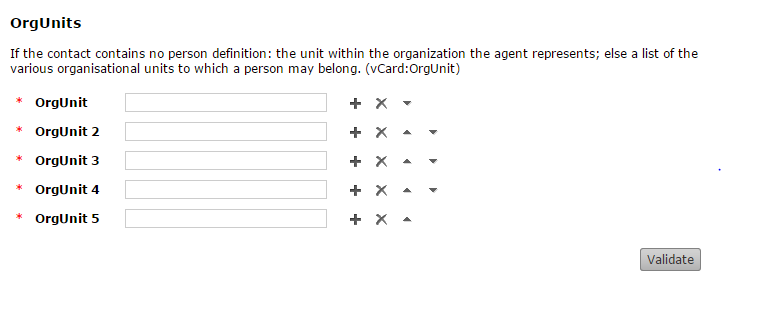 OrgUnits
If the contact contains no person definition: the unit within the organization the agent represents; else a list of the
various organisational units to which a person may belong. (vCard:OrgUnit)
* OrgUnit
* OrgUnit 2
* OrgUnit 3
* OrgUnit 4
* OrgUnit 5
Validate